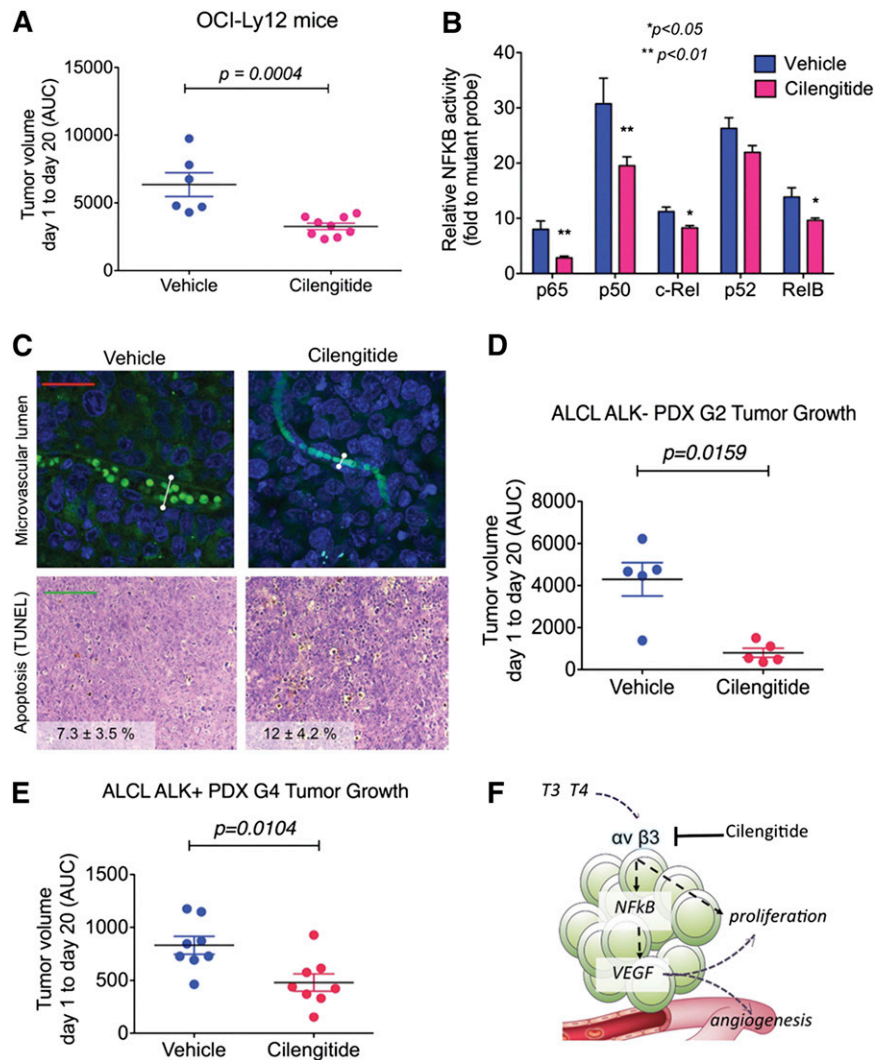 A
OCI-Ly12 mice
p = 0.0004
Tumor volume
day 1 to day 20 (AUC)
15000
10000
5000
0
Vehicle
Cilengitide
B
*p<0.05
** p<0.01
Vehicle
Cilengitide
Relative NFKB activity
(fold to mutant probe)
40
30
20
10
0
**
**
*
*
p65
p50
c-Rel
p52
RelB
C
Vehicle
Cilengitide
Microvascular lumen
Apoptosis (TUNEL)
7.3 ± 3.5 %
12 ± 4.2 %
D
ALCL ALK- PDX G2 Tumor Growth
p=0.0159
Tumor volume
day 1 to day 20 (AUC)
8000
6000
4000
2000
0
Vehicle
Cilengitide
E
ALCL ALK+ PDX G4 Tumor Growth
p=0.0104
Tumor volume
day 1 to day 20 (AUC)
1500
1000
500
0
Vehicle
Cilengitide
F
T3 T4
αv β3
Cilengitide
NFkB
proliferation
VEGF
angiogenesis